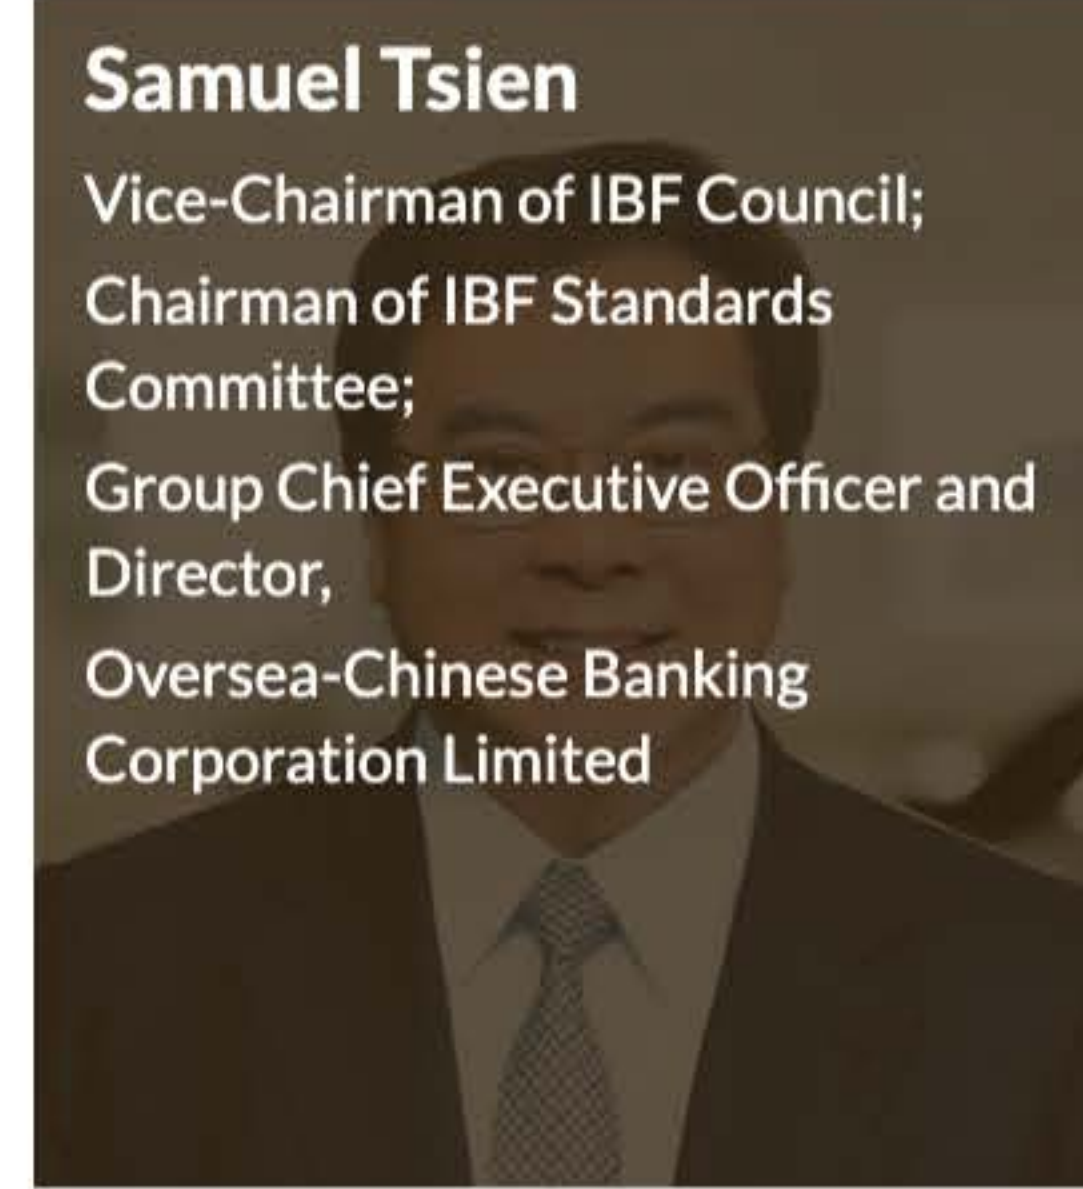 Samuel Tsien
Vice-Chairman of IBF Council;
Chairman of IBF Standards
Committee;
Group Chief Executive Officer and
Director,
Oversea-Chinese Banking
Corporation Limited